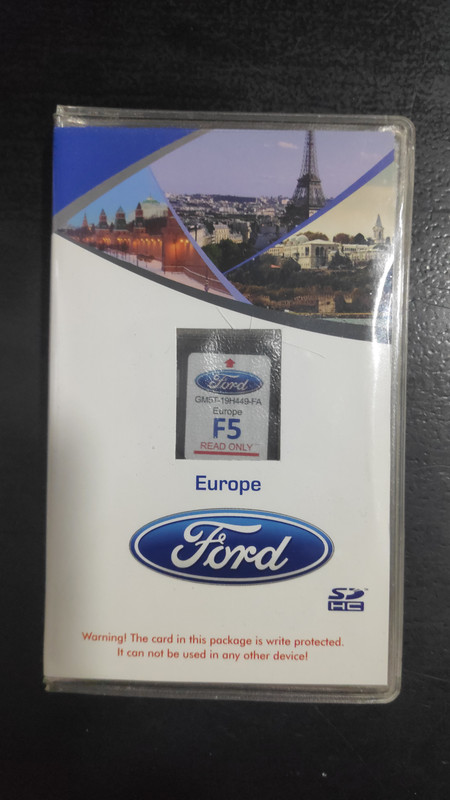 Ford
GM5T-19H449-FA
Europe
F5
READ ONLY
Europe
Ford
SD
HC
Warning! The card in this package is write protected.
It can not be used in any other device!